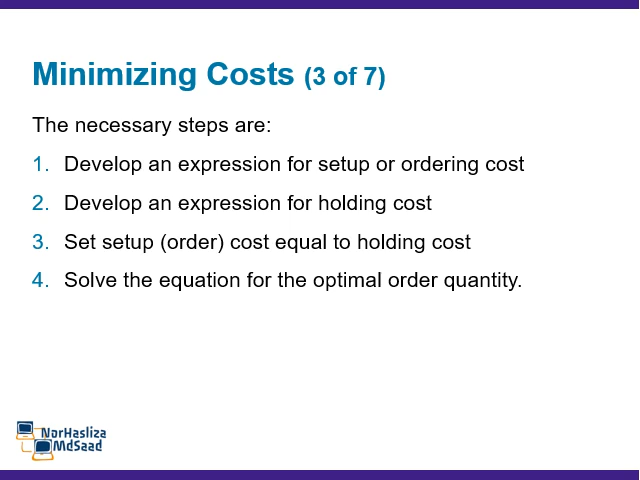 Minimizing Costs (3 of 7)
The necessary steps are:
1. Develop an expression for setup or ordering cost
2. Develop an expression for holding cost
3. Set setup (order) cost equal to holding cost
4. Solve the equation for the optimal order quantity.
NorHasliza
MdSaad